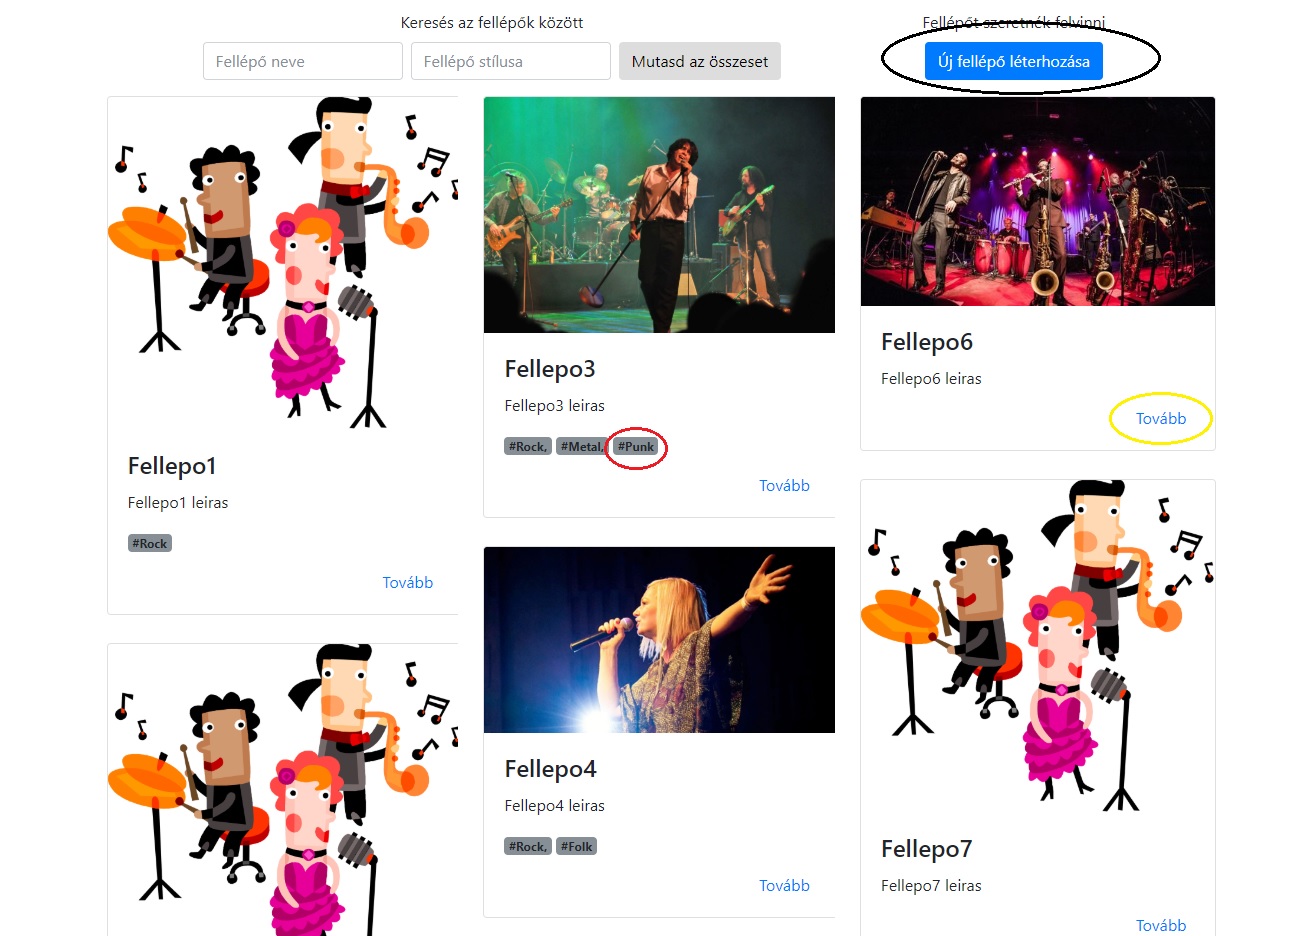 Keresés az fellépők között
Fellépő neve
Fellépő stílusa
Mutasd az összeset
Fellépőt szeretnék felvinni
Új fellépő léterhozása
Fellepo1
Fellepo1 leiras
#Rock
Tovább
Fellepo3
Fellepo3 leiras
#Rock, #Metal, #Punk
Tovább
Fellepo4
Fellepo4 leiras
#Rock, #Folk
Tovább
Fellepo6
Fellepo6 leiras
Tovább
Fellepo7
Fellepo7 leiras
Tovább